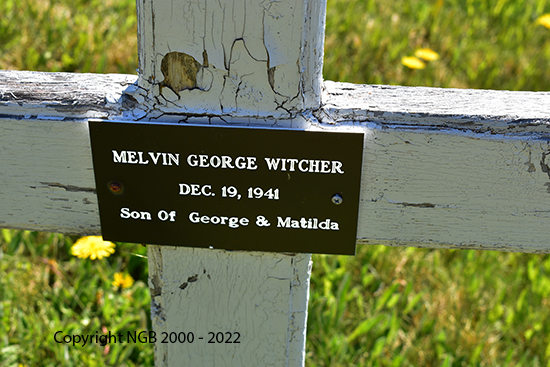 MELVIN GEORGE WITCHER
DEC. 19, 1941
Son Of George & Matilda
Copyright NGB 2000 - 2022